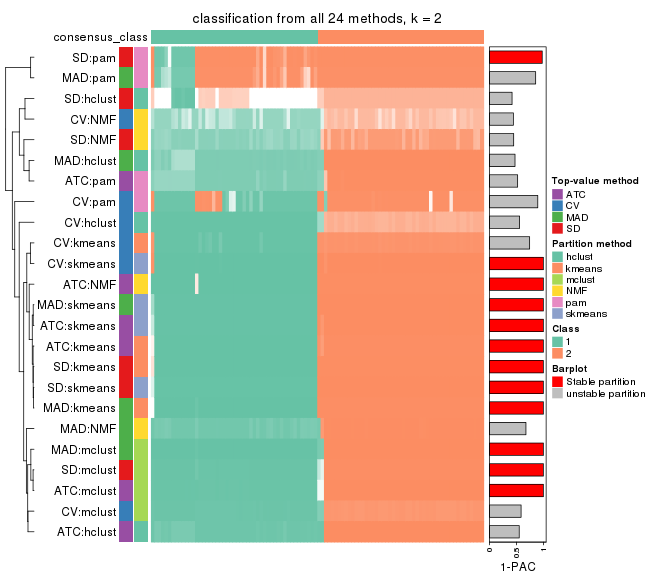 classification from all 24 methods, k = 2
consensus_class
SD:pam
MAD:pam
SD:hclust
CV:NMF
SD:NMF
MAD:hclust
ATC:pam
CV:pam
CV:hclust
CV:kmeans
CV:skmeans
ATC:NMF
MAD:skmeans
ATC:skmeans
ATC:kmeans
SD:kmeans
SD:skmeans
MAD:kmeans
MAD:NMF
MAD:mclust
SD:mclust
ATC:mclust
CV:mclust
ATC:hclust
0
0.5
1
1-PAC
Top-value method
ATC
CV
MAD
SD
Partition method
hclust
kmeans
mclust
NMF
pam
skmeans
Class
1
2
Barplot
Stable partition
unstable partition